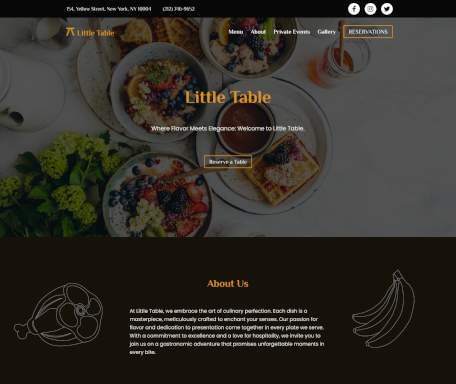 154, Yellow Street, New York, NY 10004 (212) 746-9652
Little Table
Menu About Private Events Gallery RESERVATIONS
Little Table
Where Flavor Meets Elegance: Welcome to Little Table.
Reserve a Table
About Us
At Little Table, we embrace the art of culinary perfection. Each dish is a
masterpiece, meticulously crafted to enchant your senses. Our passion for
flavor and dedication to presentation come together in every plate we serve.
With a commitment to excellence and a love for hospitality, we invite you to
join us on a gastronomic adventure that promises unforgettable moments in
every bite.